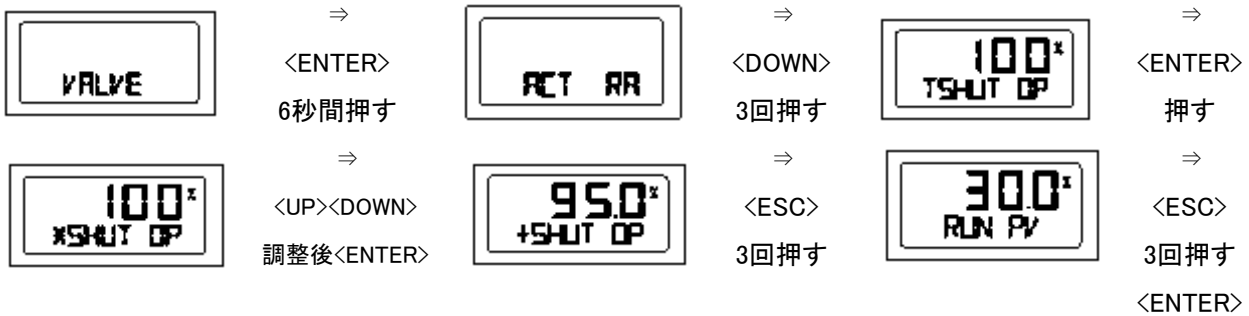 ⇒ ⇒ ⇒
VALVE <ENTER> 6秒間押す ACT RA <DOWN> 3回押す 100% TSHUT OP <ENTER> 押す
⇒ ⇒ ⇒
100% *SHUT OP <UP><DOWN> 調整後<ENTER> 95.0% +SHUT OP <ESC> 3回押す 30.0% RUN PV <ESC> 3回押す
<ENTER>